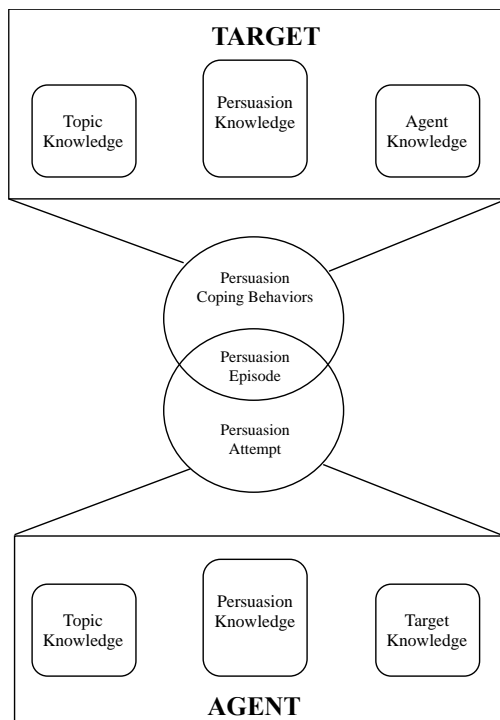 TARGET
Topic
Knowledge
Persuasion
Knowledge
Agent
Knowledge
Persuasion
Coping Behaviors
Persuasion
Episode
Persuasion
Attempt
Topic
Knowledge
Persuasion
Knowledge
Target
Knowledge
AGENT